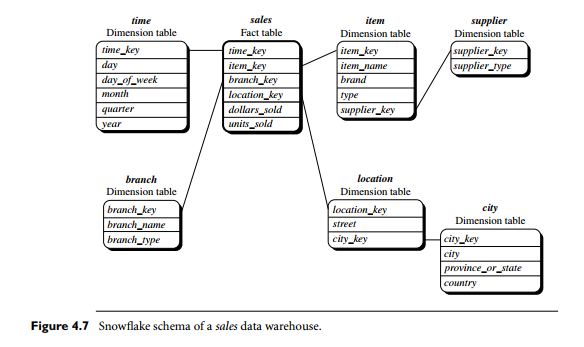 time
Dimension table
time_key
day
day_of_week
month
quarter
year
sales
Fact table
time_key
item_key
branch_key
location_key
dollars_sold
units_sold
item
Dimension table
item_key
item_name
brand
type
supplier_key
supplier
Dimension table
supplier_key
supplier_type
branch
Dimension table
branch_key
branch_name
branch_type
location
Dimension table
location_key
street
city_key
city
Dimension table
city_key
city
province_or_state
country
Figure 4.7 Snowflake schema of a sales data warehouse.